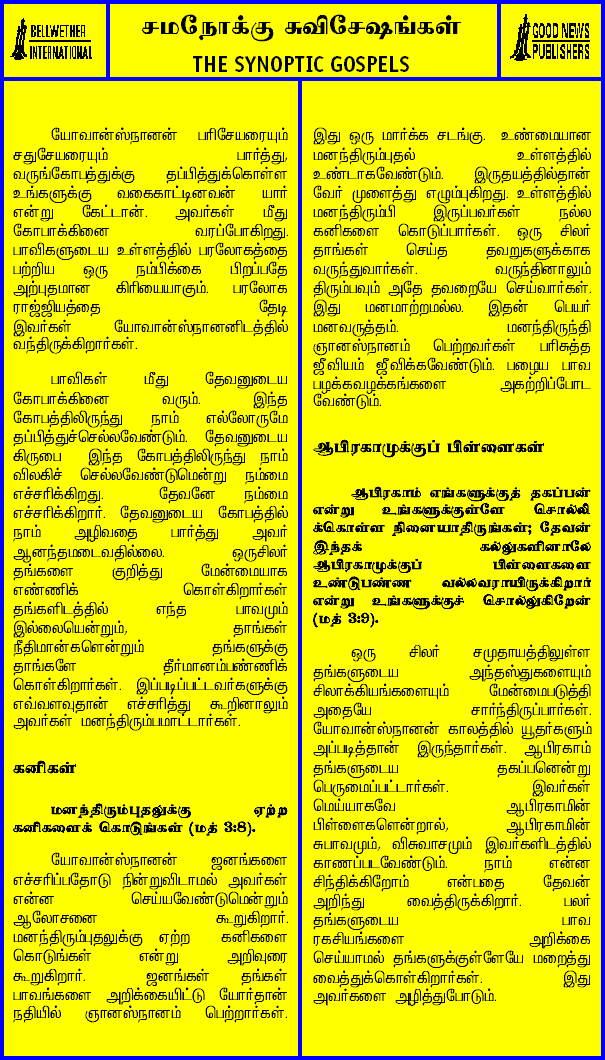 BELLWETHER
INTERNATIONAL
சமநோக்கு சுவிசேஷங்கள்
THE SYNOPTIC GOSPELS
GOOD NEWS
PUBLISHERS
யோவான்ஸ்நானன் பரிசேயரையும்
சதுசேயரையும் பார்த்து,
வருங்கோபத்துக்கு தப்பித்துக்கொள்ள
உங்களுக்கு வகைகாட்டினவன் யார்
என்று கேட்டான். அவர்கள் மீது
கோபாக்கினை வரப்போகிறது.
பாவிகளுடைய உள்ளத்தில் பரலோகத்தை
பற்றிய ஒரு நம்பிக்கை பிறப்பதே
அற்புதமான கிரியையாகும். பரலோக
ராஜ்ஜியத்தை தேடி
இவர்கள் யோவான்ஸ்நானனிடத்தில்
வந்திருக்கிறார்கள்.
பாவிகள் மீது தேவனுடைய
கோபாக்கினை வரும். இந்த
கோபத்திலிருந்து நாம் எல்லோருமே
தப்பித்துச்செல்லவேண்டும். தேவனுடைய
கிருபை இந்த கோபத்திலிருந்து நாம்
விலகிச் செல்லவேண்டுமென்று நம்மை
எச்சரிக்கிறது. தேவனே நம்மை
எச்சரிக்கிறார். தேவனுடைய கோபத்தில்
நாம் அழிவதை பார்த்து அவர்
ஆனந்தமடைவதில்லை. ஒருசிலர்
தங்களை குறித்து மேன்மையாக
எண்ணிக் கொள்கிறார்கள்
தங்களிடத்தில் எந்த பாவமும்
இல்லையென்றும், தாங்கள்
நீதிமான்களென்றும் தங்களுக்கு
தாங்களே தீர்மானம்பண்ணிக்
கொள்கிறார்கள். இப்படிப்பட்டவர்களுக்கு
எவ்வளவுதான் எச்சரித்து கூறினாலும்
அவர்கள் மனந்திரும்பமாட்டார்கள்.
கனிகள்
மனந்திரும்புதலுக்கு ஏற்ற
கனிகளைக் கொடுங்கள் (மத் 3:8).
யோவான்ஸ்நானன் ஜனங்களை
எச்சரிப்பதோடு நின்றுவிடாமல் அவர்கள்
என்ன செய்யவேண்டுமென்றும்
ஆலோசனை கூறுகிறார்.
மனந்திரும்புதலுக்கு ஏற்ற கனிகளை
கொடுங்கள் என்று அறிவுரை
கூறுகிறார். ஜனங்கள் தங்கள்
பாவங்களை அறிக்கையிட்டு யோர்தான்
நதியில் ஞானஸ்நானம் பெற்றார்கள்.
இது ஒரு மார்க்க சடங்கு. உண்மையான
மனந்திரும்புதல் உள்ளத்தில்
உண்டாகவேண்டும். இருதயத்தில்தான்
வேர் முளைத்து எழும்புகிறது. உள்ளத்தில்
மனந்திரும்பி இருப்பவர்கள் நல்ல
கனிகளை கொடுப்பார்கள். ஒரு சிலர்
தாங்கள் செய்த தவறுகளுக்காக
வருந்துவார்கள். வருந்தினாலும்
திரும்பவும் அதே தவறையே செய்வார்கள்.
இது மனமாற்றமல்ல. இதன் பெயர்
மனவருத்தம். மனந்திருந்தி
ஞானஸ்நானம் பெற்றவர்கள் பரிசுத்த
ஜீவியம் ஜீவிக்கவேண்டும். பழைய பாவ
பழக்கவழக்கங்களை அகற்றிப்போட
வேண்டும்.
ஆபிரகாமுக்குப் பிள்ளைகள்
ஆபிரகாம் எங்களுக்குத் தகப்பன்
என்று உங்களுக்குள்ளே சொல்லி
க்கொள்ள நினையாதிருங்கள்; தேவன்
இந்தக் கல்லுகளினாலே
ஆபிரகாமுக்குப் பிள்ளைகளை
உண்டுபண்ண வல்லவராயிருக்கிறார்
என்று உங்களுக்குச் சொல்லுகிறேன்
(மத் 3:9).
ஒரு சிலர் சமுதாயத்திலுள்ள
தங்களுடைய அந்தஸ்துகளையும்
சிலாக்கியங்களையும் மேன்மைபடுத்தி
அதையே சார்ந்திருப்பார்கள்.
யோவான்ஸ்நானன் காலத்தில் யூதர்களும்
அப்படித்தான் இருந்தார்கள். ஆபிரகாம்
தங்களுடைய தகப்பனென்று
பெருமைப்பட்டார்கள். இவர்கள்
மெய்யாகவே ஆபிரகாமின்
பிள்ளைகளென்றால், ஆபிரகாமின்
சுபாவமும், விசுவாசமும் இவர்களிடத்தில்
காணப்படவேண்டும். நாம் என்ன
சிந்திக்கிறோம் என்பதை தேவன்
அறிந்து வைத்திருக்கிறார். பலர்
தங்களுடைய பாவ
ரகசியங்களை அறிக்கை
செய்யாமல் தங்களுக்குள்ளேயே மறைத்து
வைத்துக்கொள்கிறார்கள். இது
அவர்களை அழித்துபோடும்.